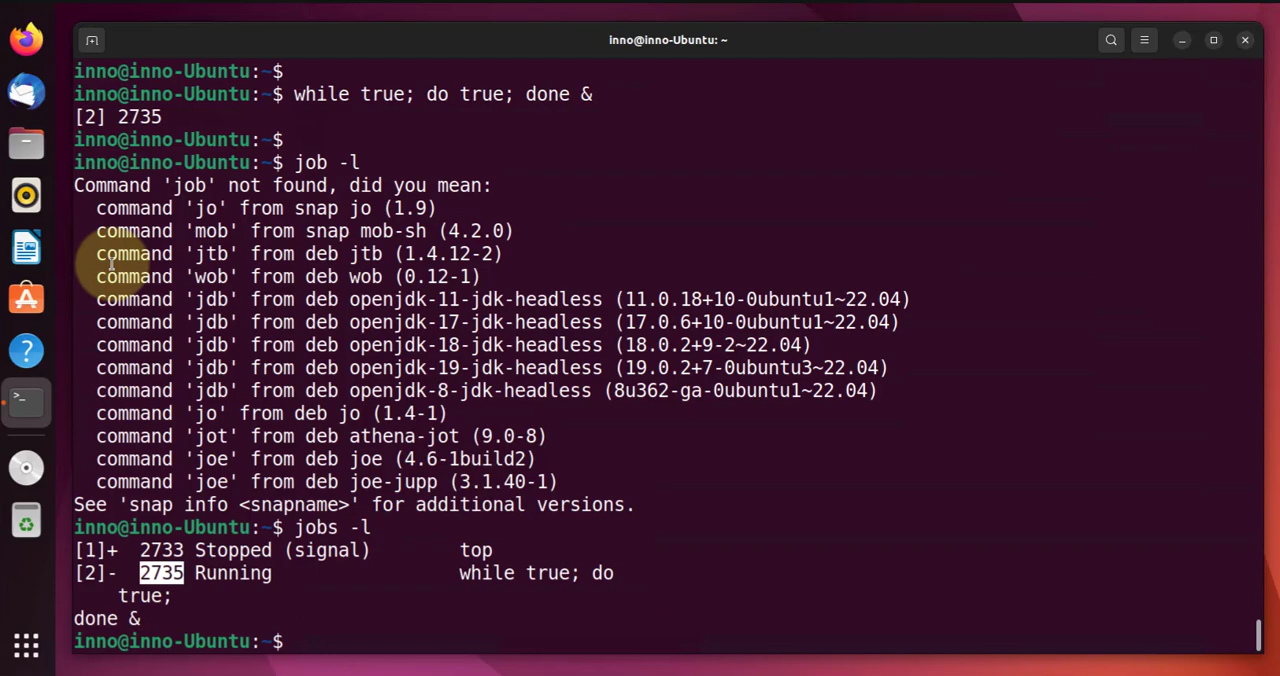 inno@inno-Ubuntu: ~
inno@inno-Ubuntu:~$
inno@inno-Ubuntu:~$ while true; do true; done &
[2] 2735
inno@inno-Ubuntu:~$
inno@inno-Ubuntu:~$ job -l
Command 'job' not found, did you mean:
  command 'jo' from snap jo (1.9)
  command 'mob' from snap mob-sh (4.2.0)
  command 'jtb' from deb jtb (1.4.12-2)
  command 'wob' from deb wob (0.12-1)
  command 'jdb' from deb openjdk-11-jdk-headless (11.0.18+10-0ubuntu1~22.04)
  command 'jdb' from deb openjdk-17-jdk-headless (17.0.6+10-0ubuntu1~22.04)
  command 'jdb' from deb openjdk-18-jdk-headless (18.0.2+9-2~22.04)
  command 'jdb' from deb openjdk-19-jdk-headless (19.0.2+7-0ubuntu3~22.04)
  command 'jdb' from deb openjdk-8-jdk-headless (8u362-ga-0ubuntu1~22.04)
  command 'jo' from deb jo (1.4-1)
  command 'jot' from deb athena-jot (9.0-8)
  command 'joe' from deb joe (4.6-1build2)
  command 'joe' from deb joe-jupp (3.1.40-1)
See 'snap info <snapname>' for additional versions.
inno@inno-Ubuntu:~$ jobs -l
[1]+  2733 Stopped (signal)        top
[2]-  2735 Running                 while true; do
    true;
done &
inno@inno-Ubuntu:~$